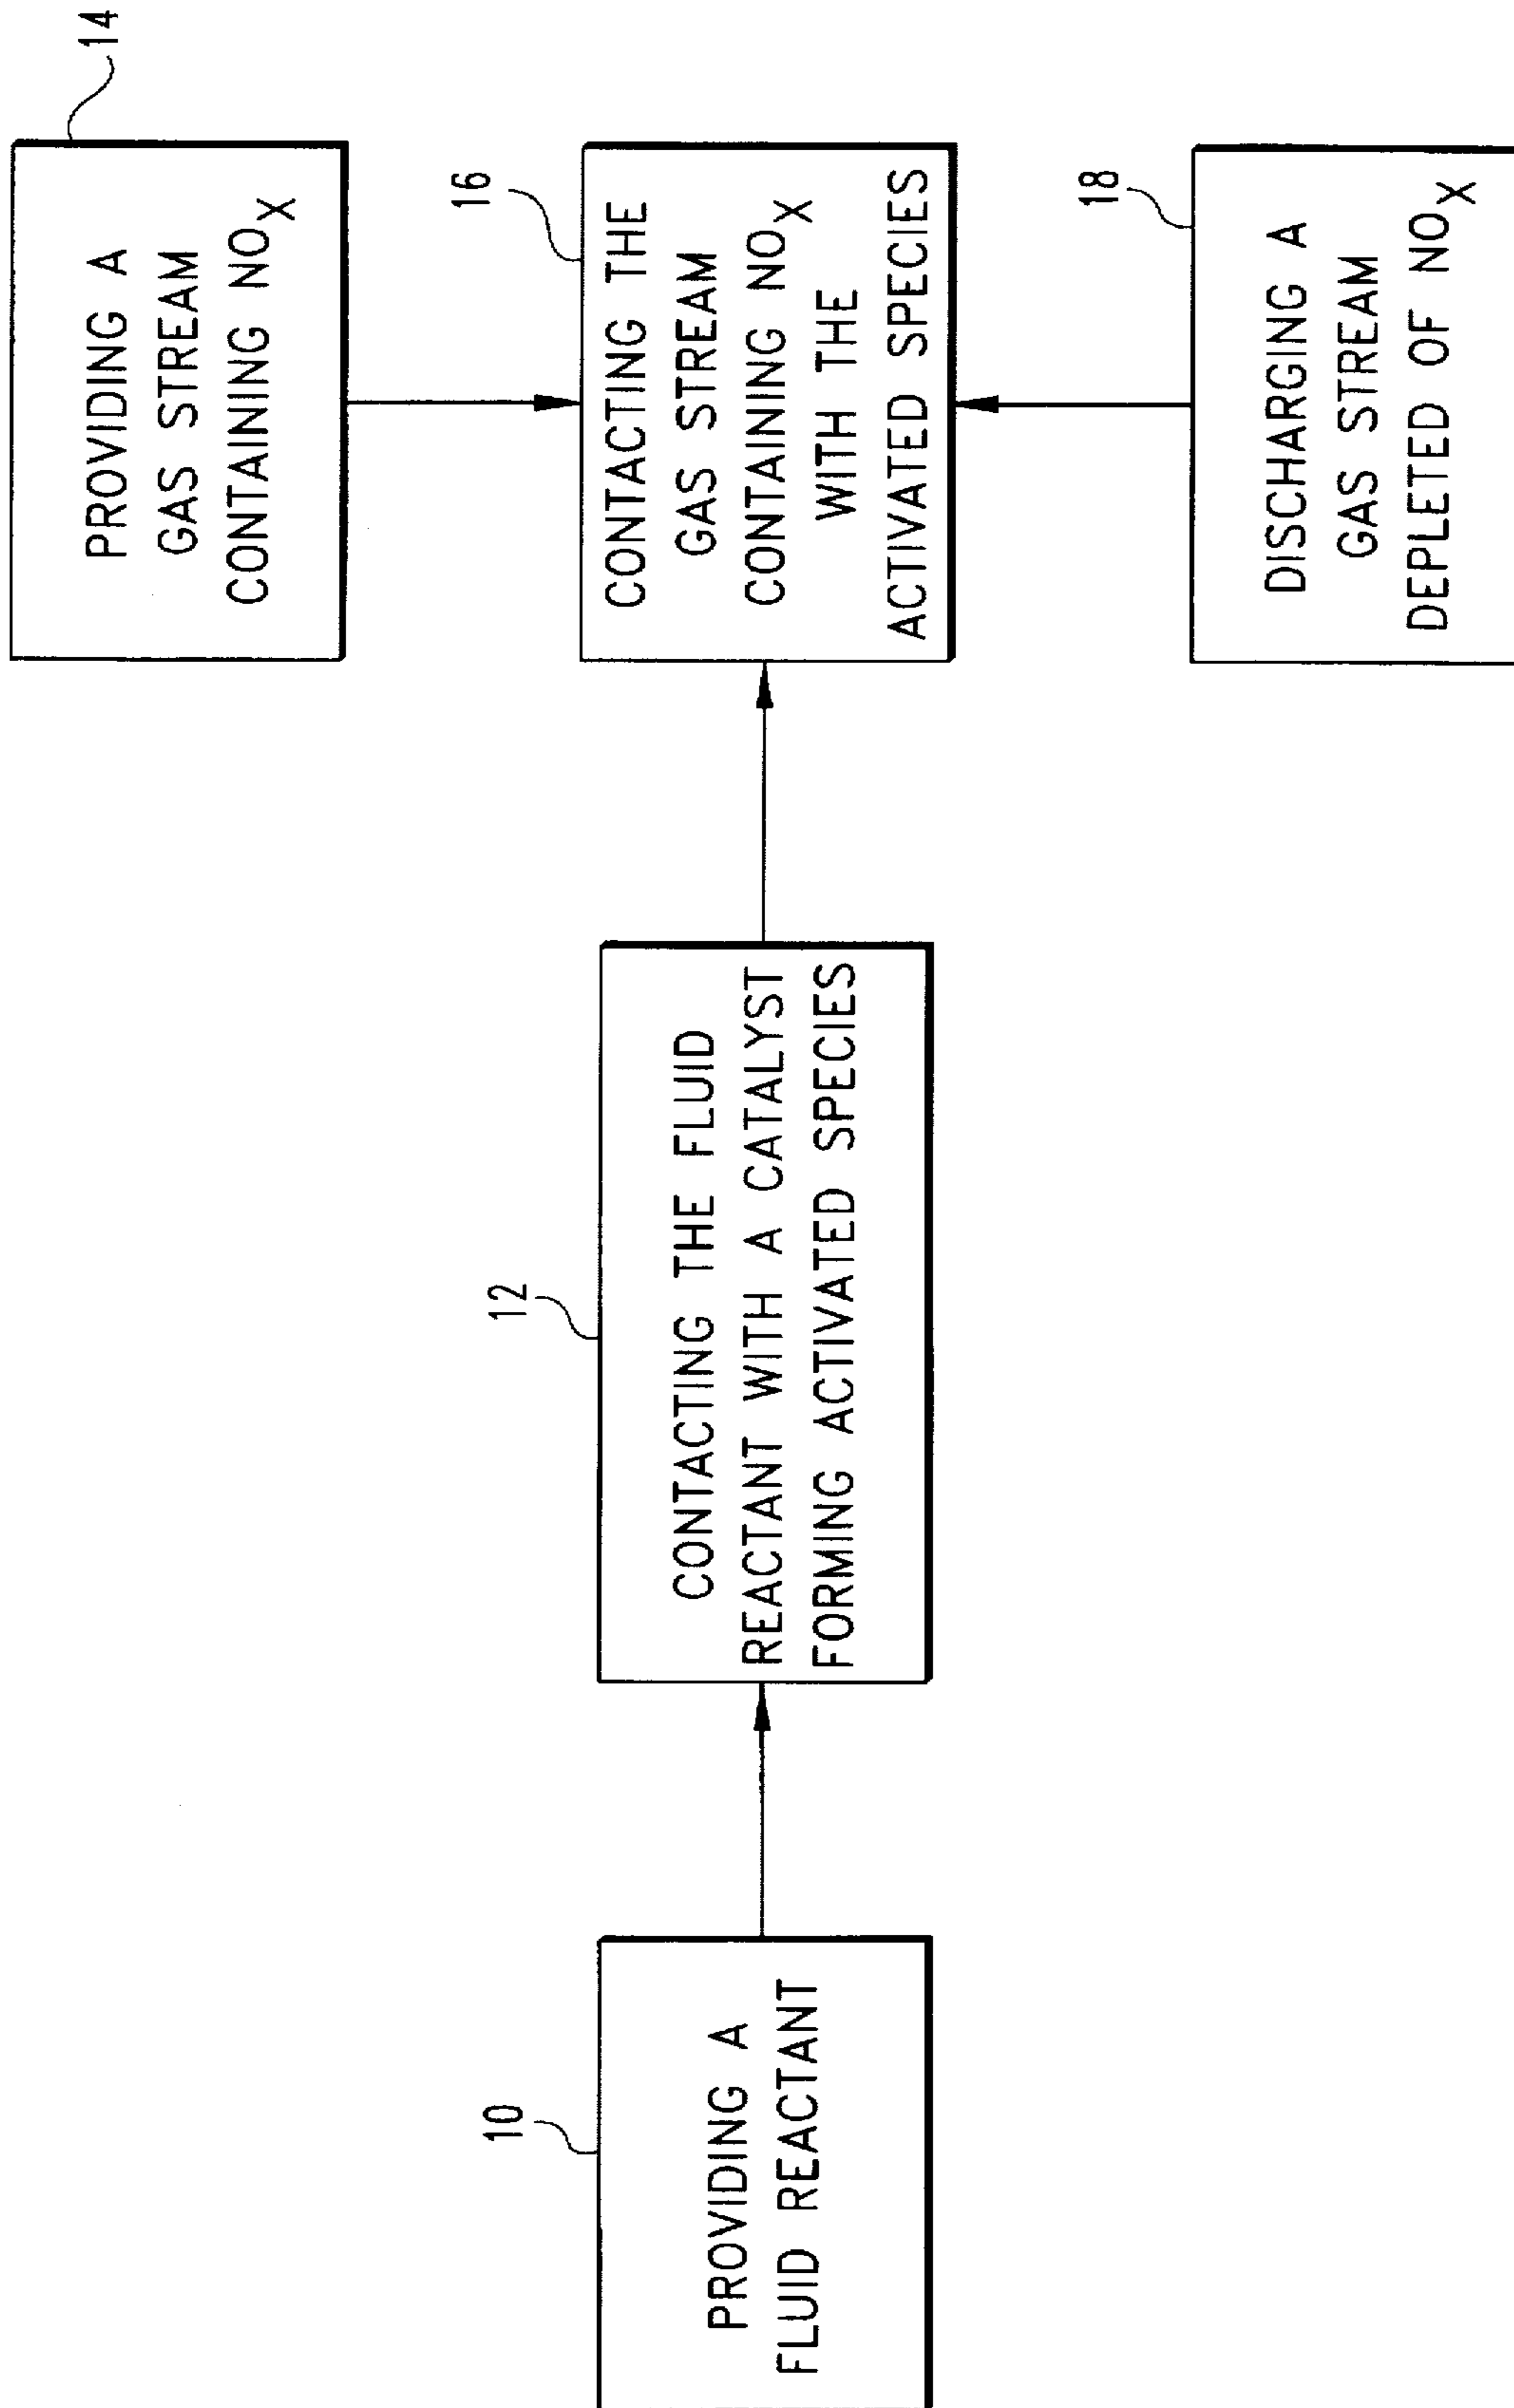 10
PROVIDING A
FLUID REACTANT
12
CONTACTING THE FLUID
REACTANT WITH A CATALYST
FORMING ACTIVATED SPECIES
14
PROVIDING A
GAS STREAM
CONTAINING NOX
16
CONTACTING THE
GAS STREAM
CONTAINING NOX
WITH THE
ACTIVATED SPECIES
18
DISCHARGING A
GAS STREAM
DEPLETED OF NOX